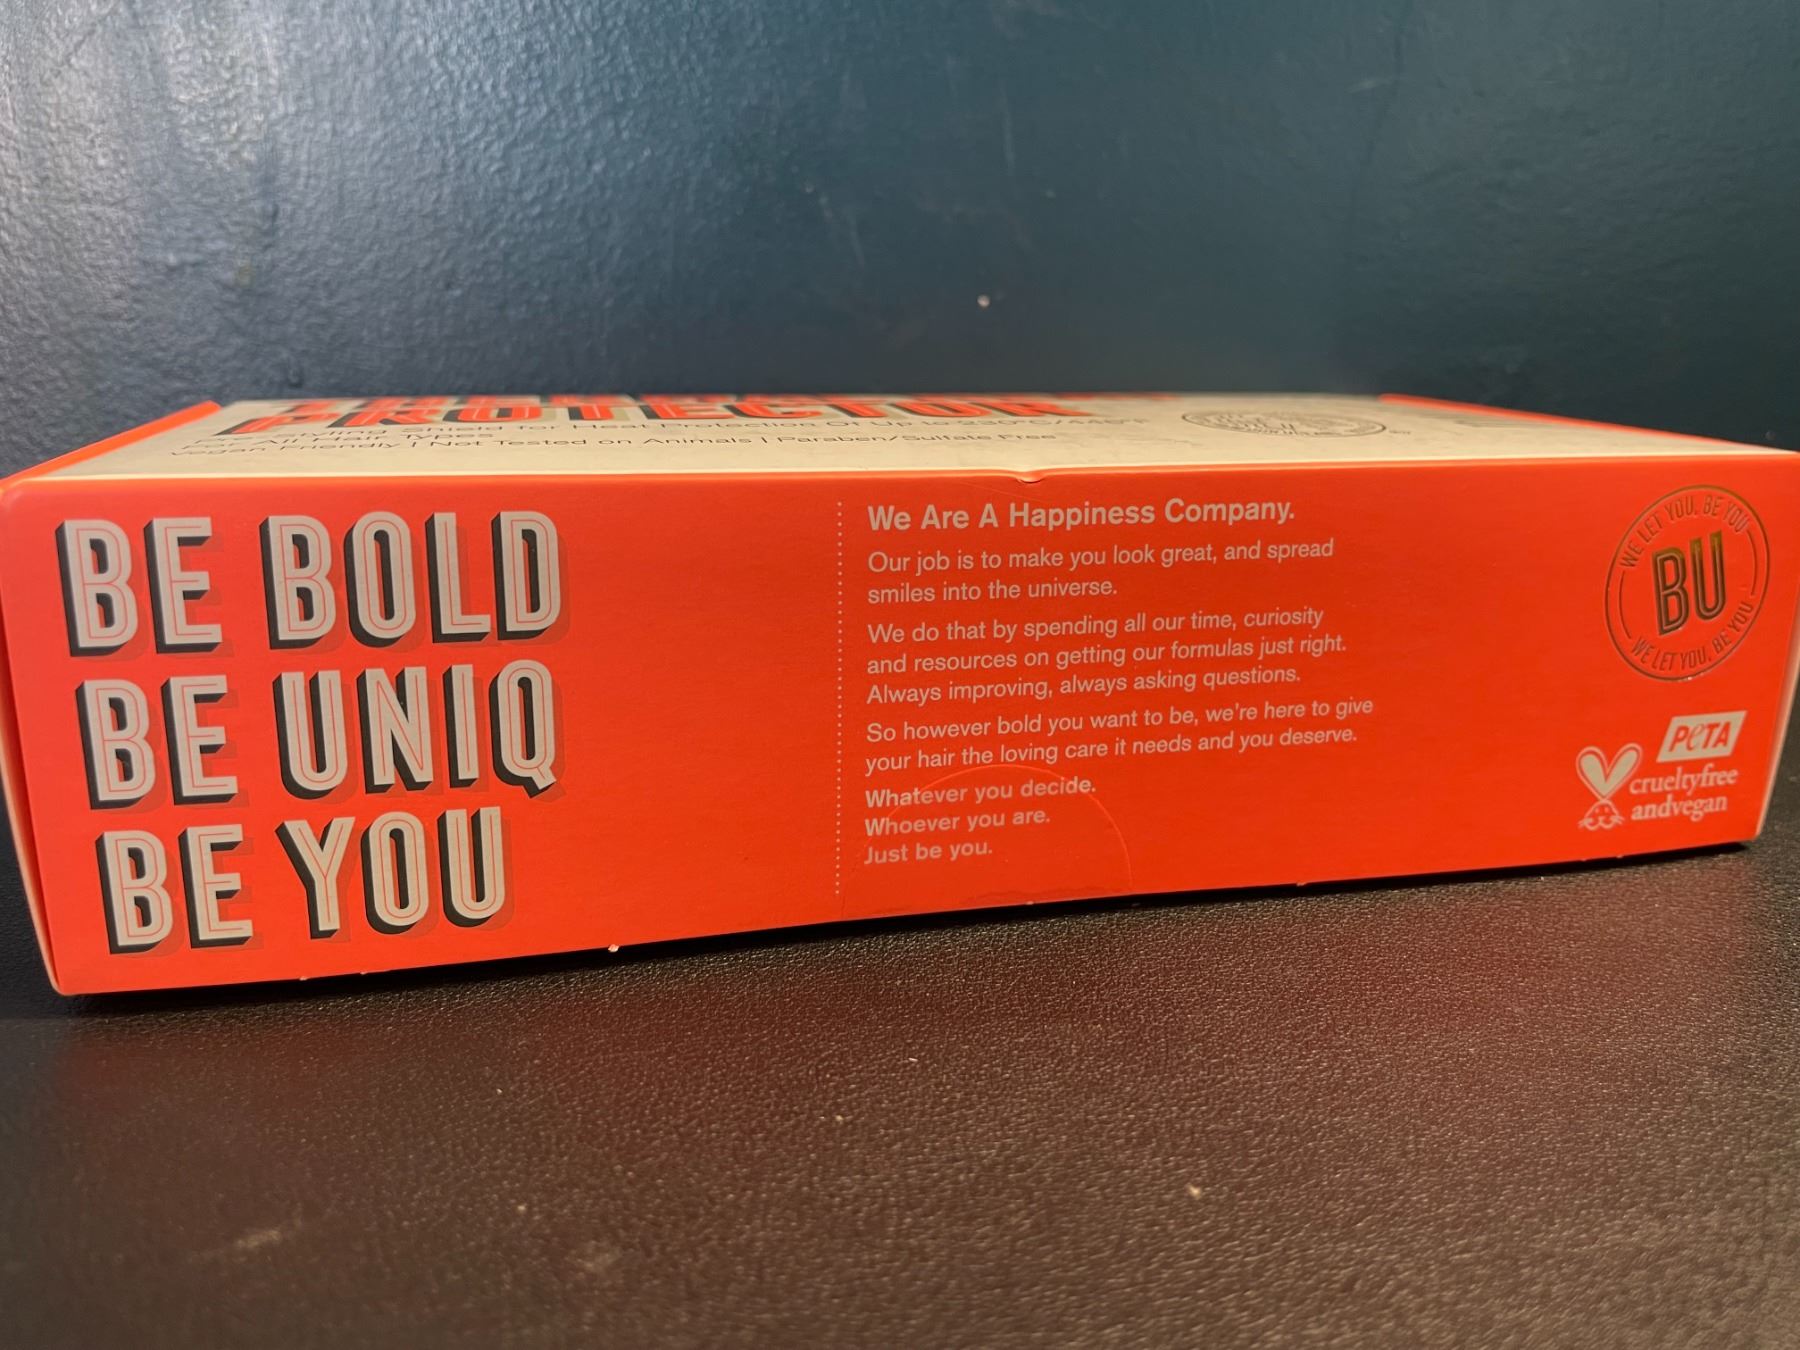 PROTECTOR
Pre-Styling Shield for Heat Protection Of Up to 230°C/446°F
For All Hair Types
Vegan Friendly | Not Tested on Animals | Paraben/Sulfate Free
BE BOLD
BE UNIQ
BE YOU
We Are A Happiness Company.
Our job is to make you look great, and spread
smiles into the universe.
We do that by spending all our time, curiosity
and resources on getting our formulas just right.
Always improving, always asking questions.
So however bold you want to be, we're here to give
your hair the loving care it needs and you deserve.
Whatever you decide.
Whoever you are.
Just be you.
WE LET YOU. BE YOU
BU
WE LET YOU. BE YOU
PETA
crueltyfree
andvegan